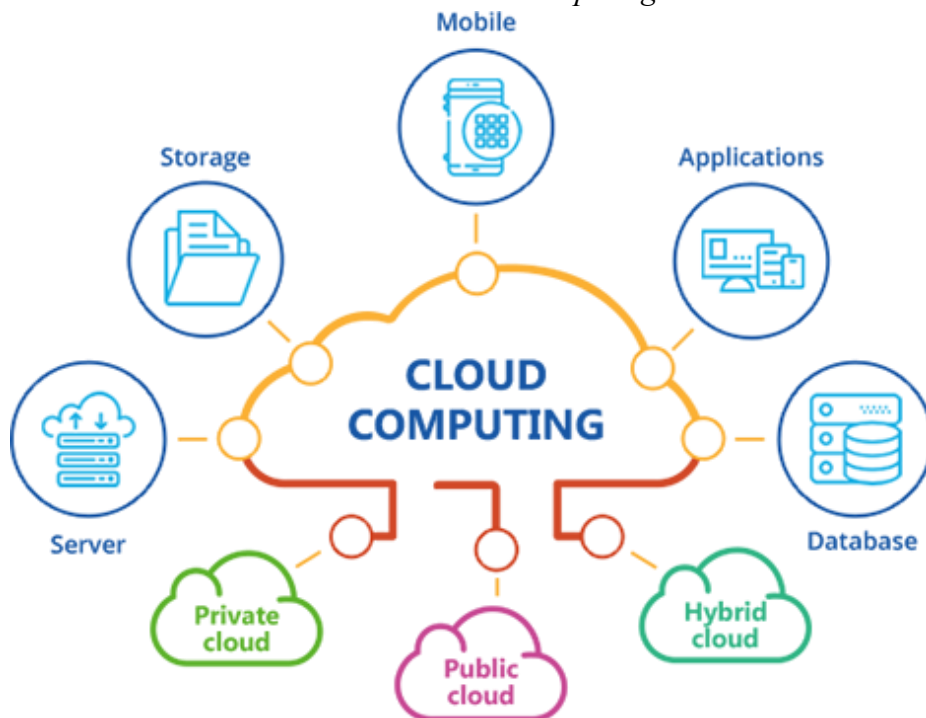 Mobile
Storage
Applications
CLOUD
COMPUTING
Server
Database
Private
cloud
Public
cloud
Hybrid
cloud